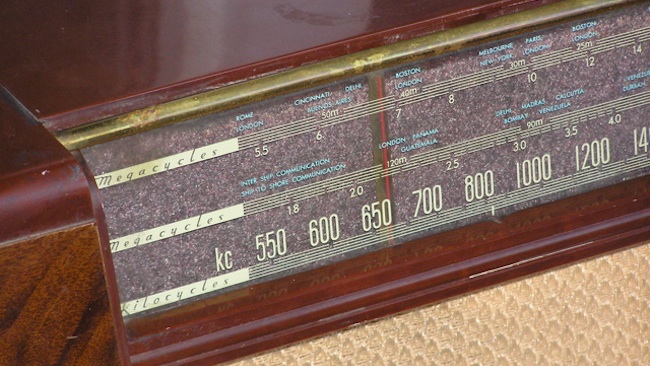 MELBOURNE PARIS, BOSTON
NEW YORK, LONDON LONDON
30m 25m
BOSTON
LONDON
40m
CINCINNATI, DELHI
BUENOS AIRES
50m
ROME
LONDON
Megacycles 5.5 6 7 8 10 12 14
DELHI, MADRAS, CALCUTTA
BOMBAY, VENEZUELA
90m
LONDON, PANAMA
GUATEMALA
120m
INTER SHIP COMMUNICATION
SHIP TO SHORE COMMUNICATION
Megacycles 1.8 2.0 2.5 3.0 3.5 4.0
kc 550 600 650 700 800 1000 1200
Kilocycles